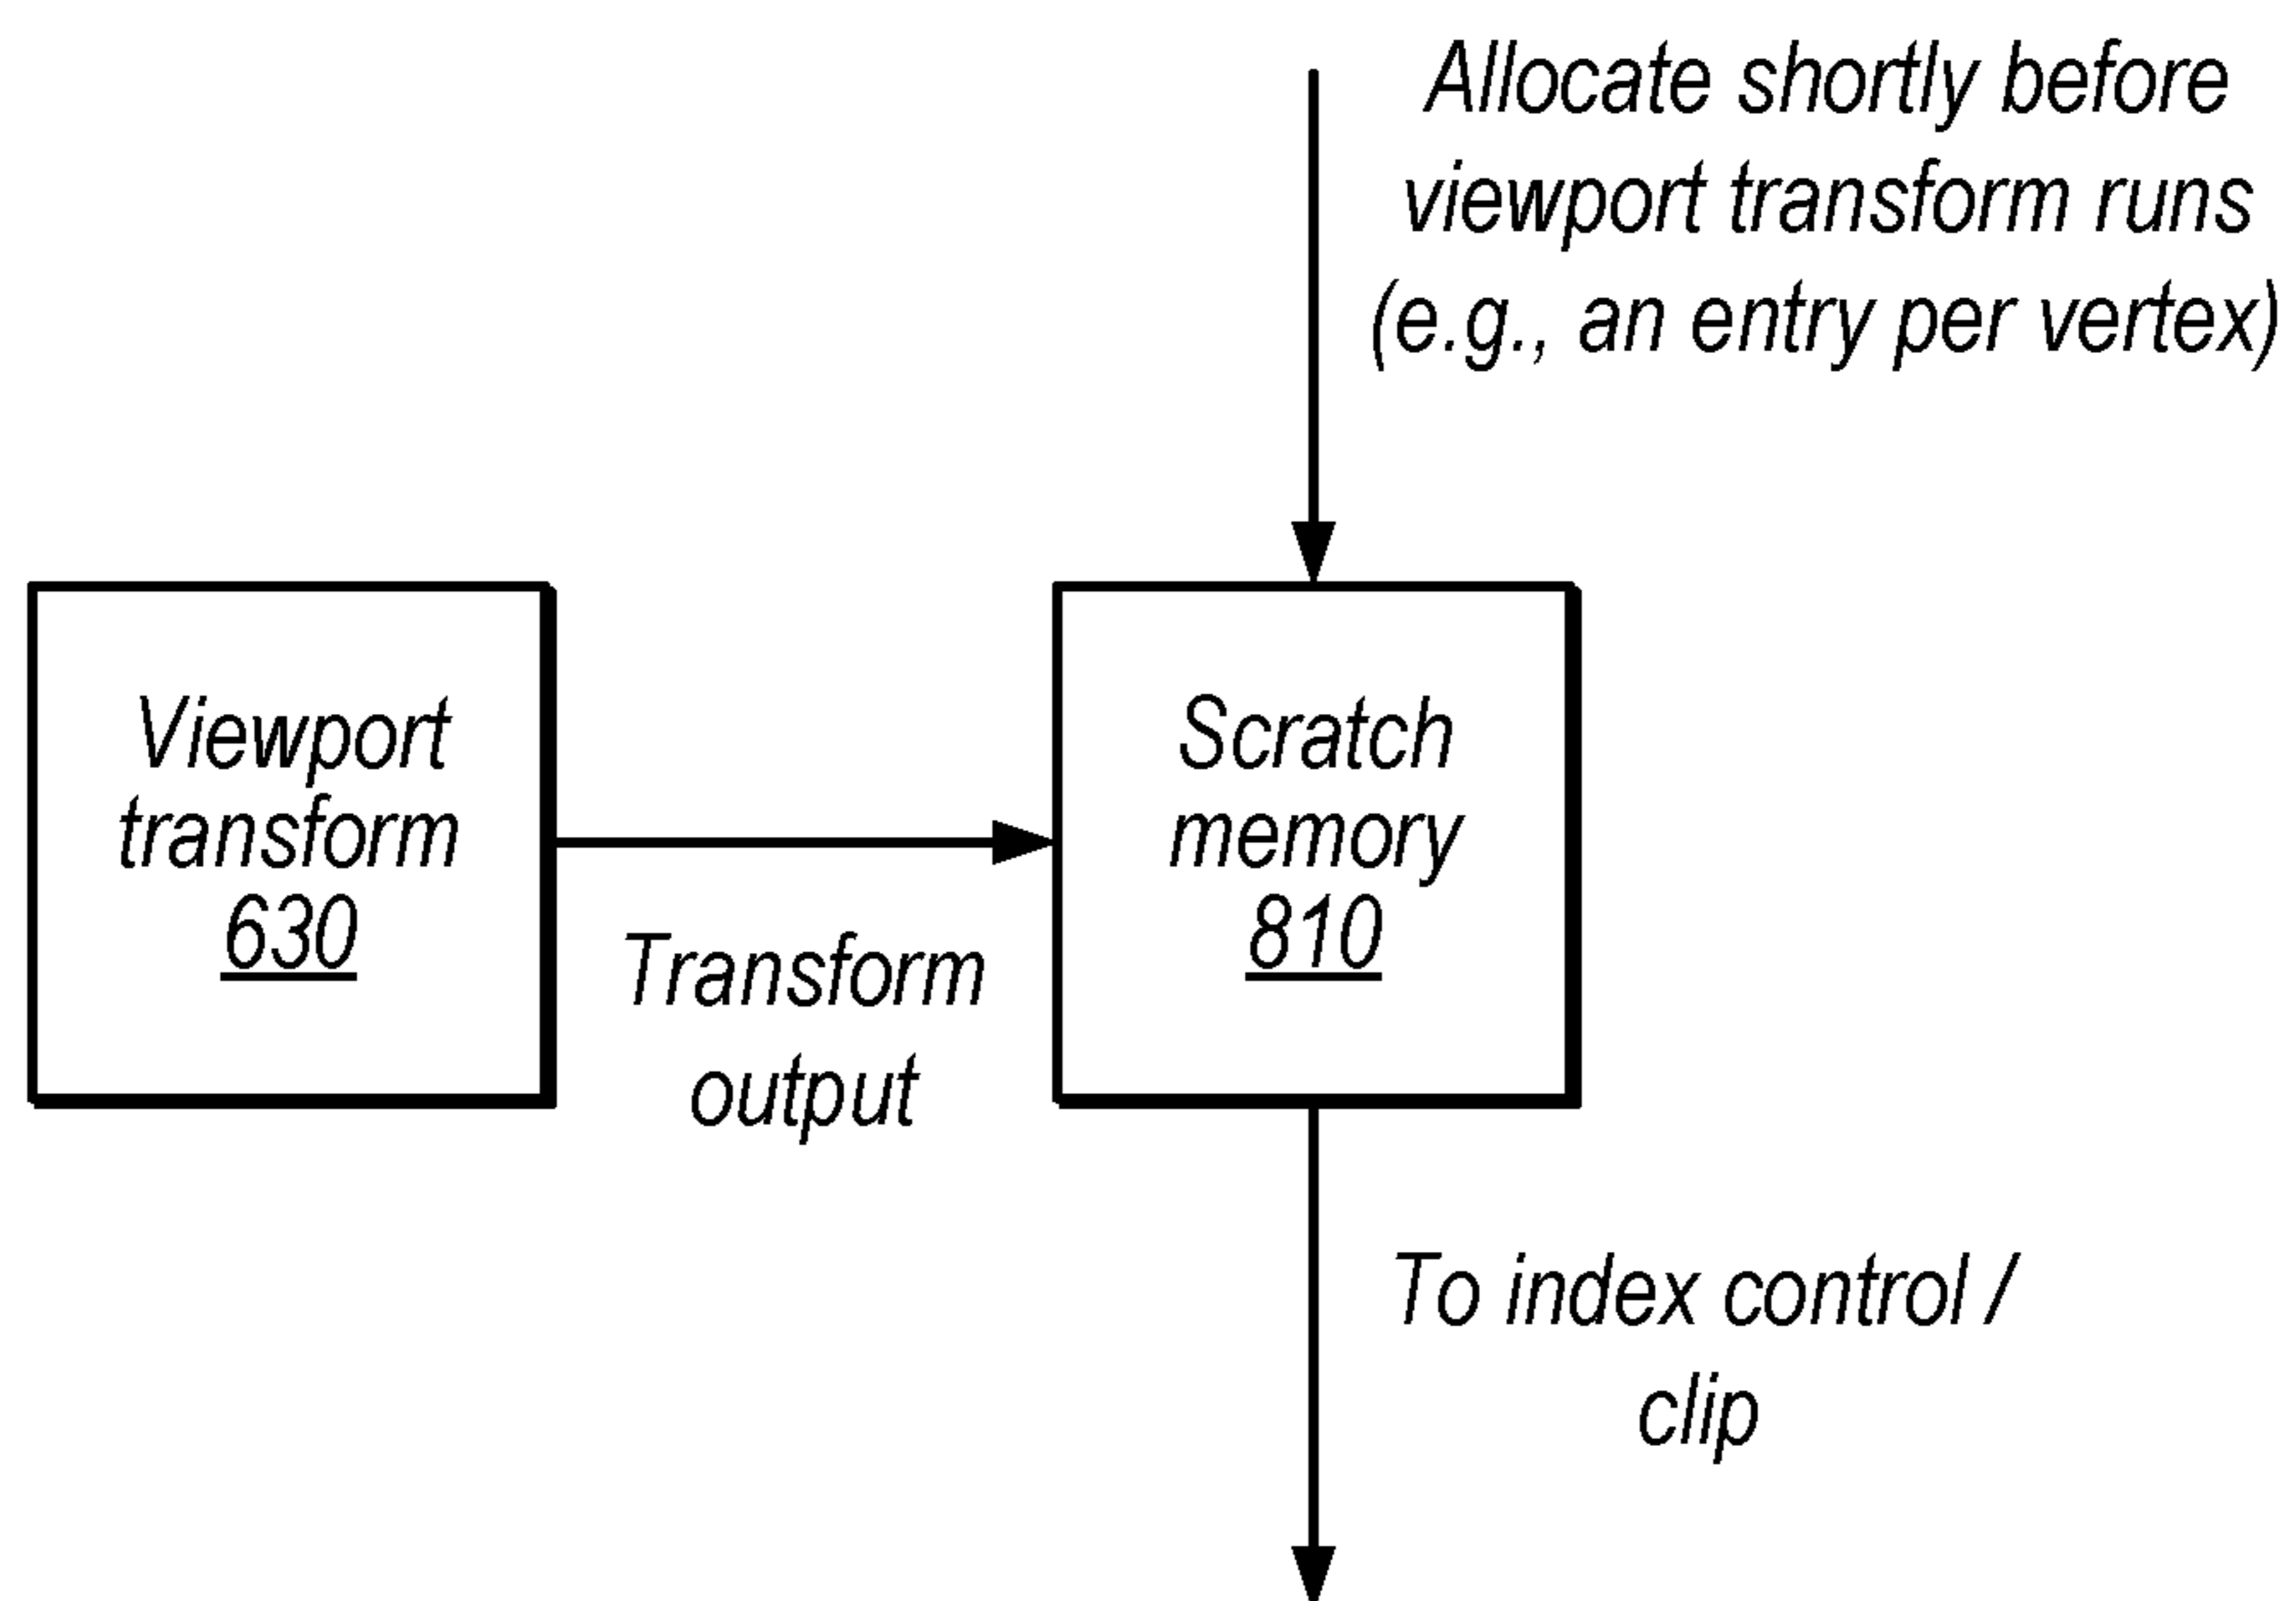 Allocate shortly before
viewport transform runs
(e.g., an entry per vertex)
Viewport
transform
630
Transform
output
Scratch
memory
810
To index control /
clip